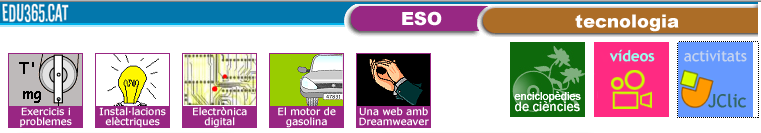 EDU365.CAT
ESO
tecnologia
T'
mg
Exercicis i
problemes
Instal·lacions
elèctriques
Electrònica
digital
47831
El motor de
gasolina
Una web amb
Dreamweaver
enciclopèdies
de ciències
vídeos
activitats
JClic